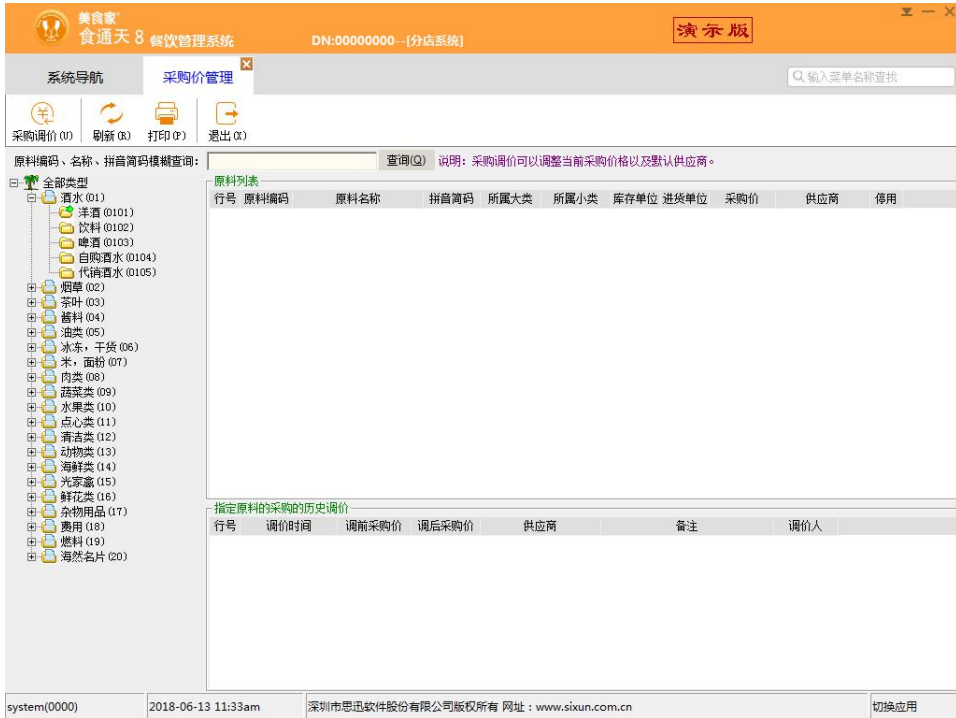 美食家
食通天 8 餐饮管理系统 DN:00000000--[分店系统] 演示版
系统导航 采购价管理 输入菜单名称查找
采购调价(U) 刷新(R) 打印(P) 退出(X)
原料编码、名称、拼音简码模糊查询: 查询(Q) 说明：采购调价可以调整当前采购价格以及默认供应商。
全部类型
酒水(01)
洋酒(0101)
饮料(0102)
啤酒(0103)
自购酒水(0104)
代销酒水(0105)
烟草(02)
茶叶(03)
酱料(04)
油类(05)
冰冻，干货(06)
米，面粉(07)
肉类(08)
蔬菜类(09)
水果类(10)
点心类(11)
清洁类(12)
动物类(13)
海鲜类(14)
光家禽(15)
鲜花类(16)
杂物用品(17)
费用(18)
燃料(19)
海然名片(20)
原料列表
行号 原料编码 原料名称 拼音简码 所属大类 所属小类 库存单位 进货单位 采购价 供应商 停用
指定原料的采购的历史调价
行号 调价时间 调前采购价 调后采购价 供应商 备注 调价人
system(0000) 2018-06-13 11:33am 深圳市思迅软件股份有限公司版权所有 网址：www.sixun.com.cn 切换应用